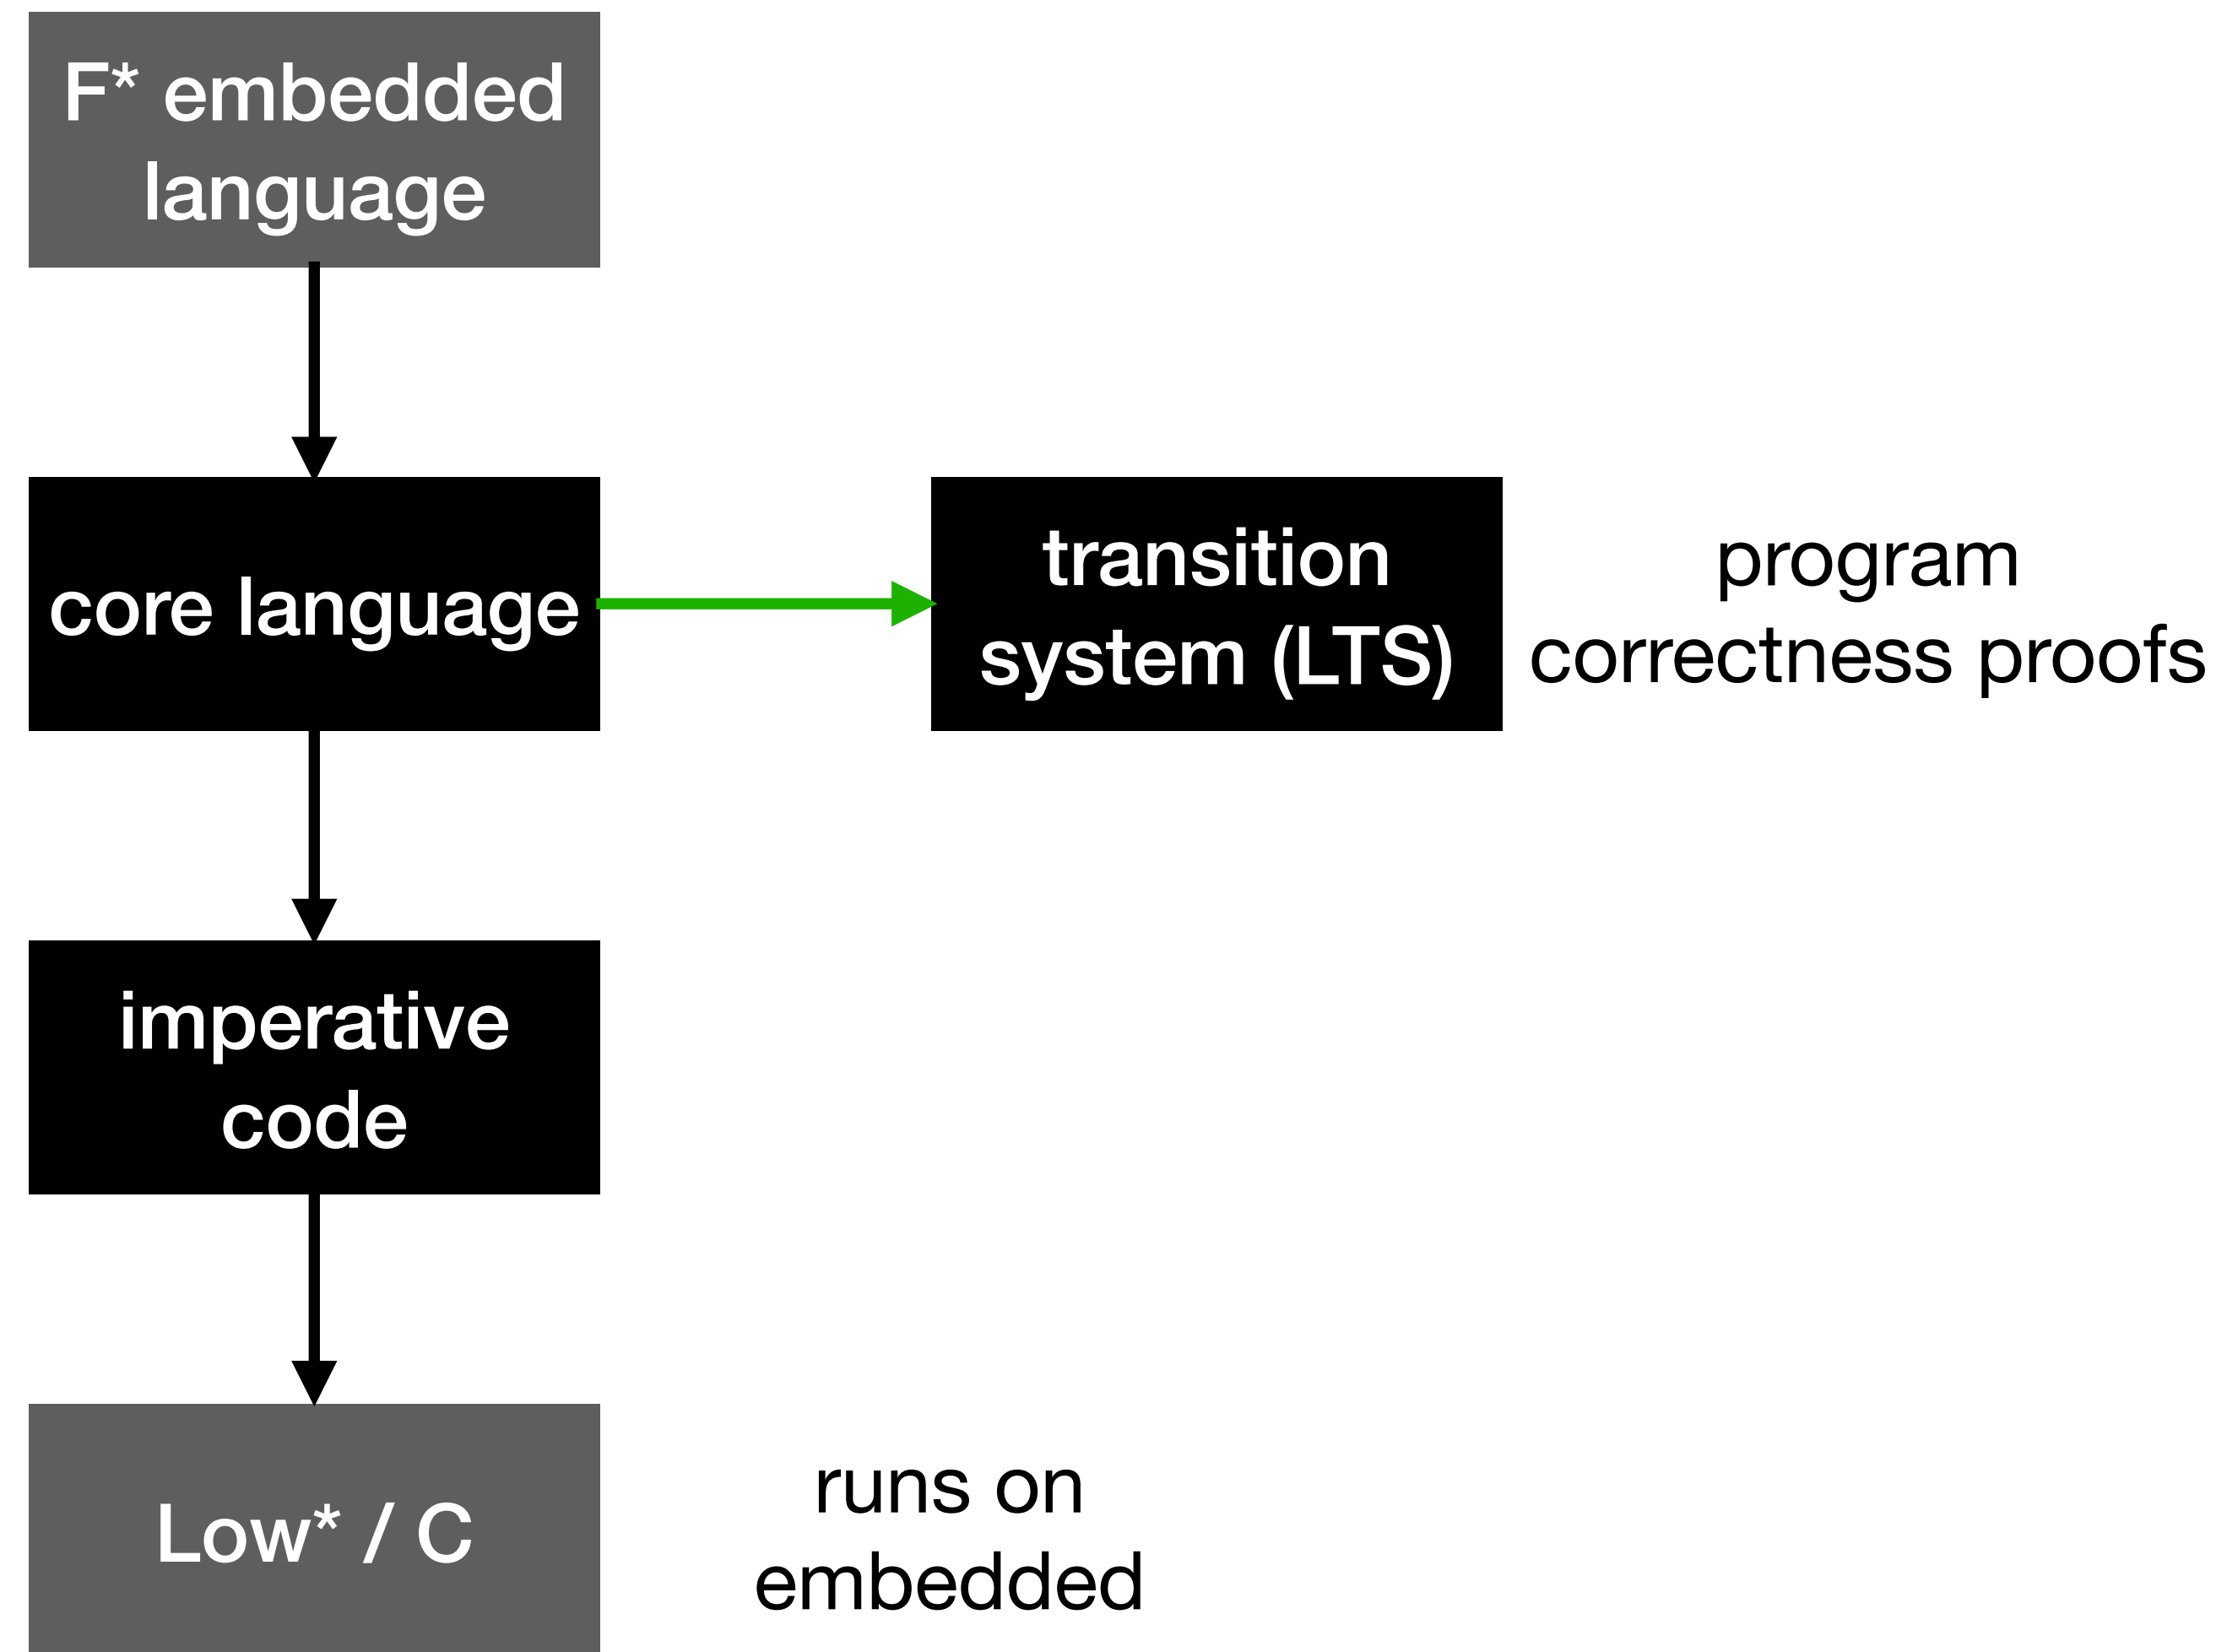 F* embedded
language
core language
transition
system (LTS)
program
correctness proofs
imperative
code
Low* / C
runs on
embedded